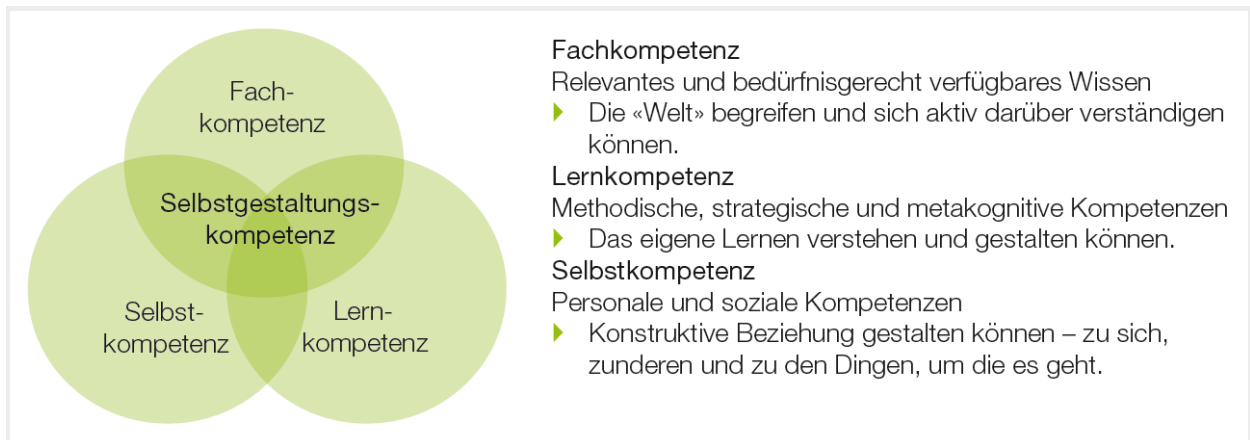 Fach-
kompetenz
Selbstgestaltungs-
kompetenz
Selbst-
kompetenz
Lern-
kompetenz
Fachkompetenz
Relevantes und bedürfnisgerecht verfügbares Wissen
Die «Welt» begreifen und sich aktiv darüber verständigen
können.
Lernkompetenz
Methodische, strategische und metakognitive Kompetenzen
Das eigene Lernen verstehen und gestalten können.
Selbstkompetenz
Personale und soziale Kompetenzen
Konstruktive Beziehung gestalten können – zu sich,
zunderen und zu den Dingen, um die es geht.